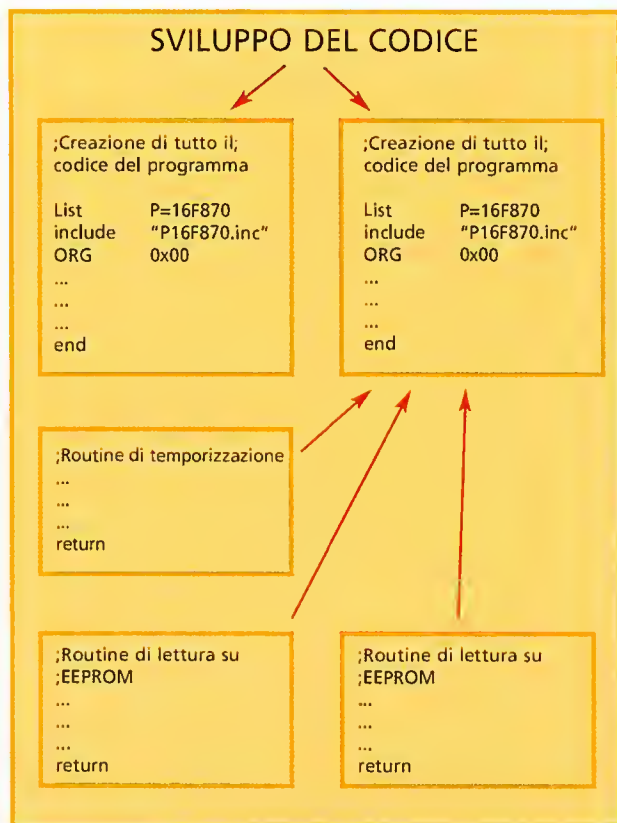 SVILUPPO DEL CODICE
;Creazione di tutto il;
codice del programma
List P=16F870
include "P16F870.inc"
ORG 0x00
...
...
...
end
;Creazione di tutto il;
codice del programma
List P=16F870
include "P16F870.inc"
ORG 0x00
...
...
...
end
;Routine di temporizzazione
...
...
...
return
;Routine di lettura su
;EEPROM
...
...
...
return
;Routine di lettura su
;EEPROM
...
...
...
return